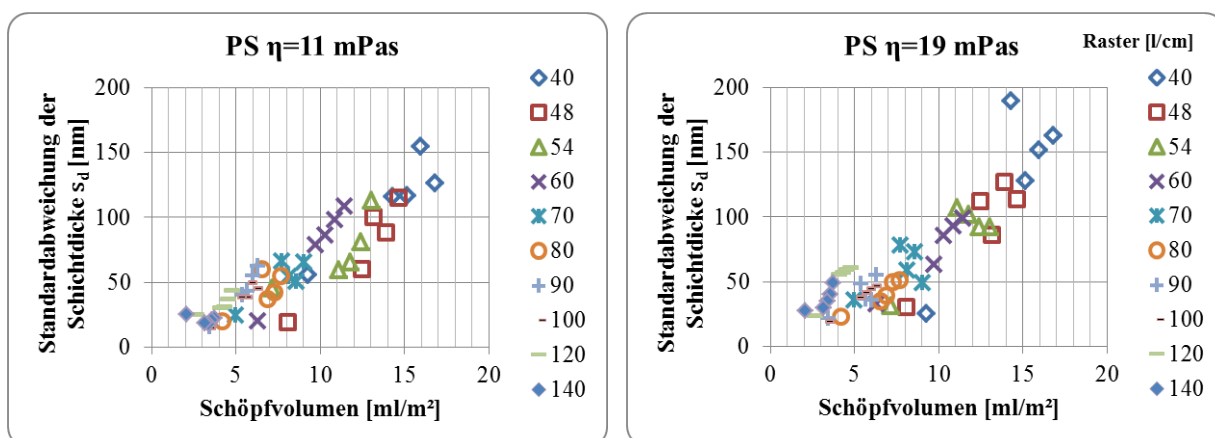 PS η=11 mPas
Standardabweichung der
Schichtdicke s_d [nm]
200
150
100
50
0
0 5 10 15 20
Schöpfvolumen [ml/m²]
40
48
54
60
70
80
90
100
120
140
PS η=19 mPas
Raster [l/cm]
Standardabweichung der
Schichtdicke s_d [nm]
200
150
100
50
0
0 5 10 15 20
Schöpfvolumen [ml/m²]
40
48
54
60
70
80
90
100
120
140